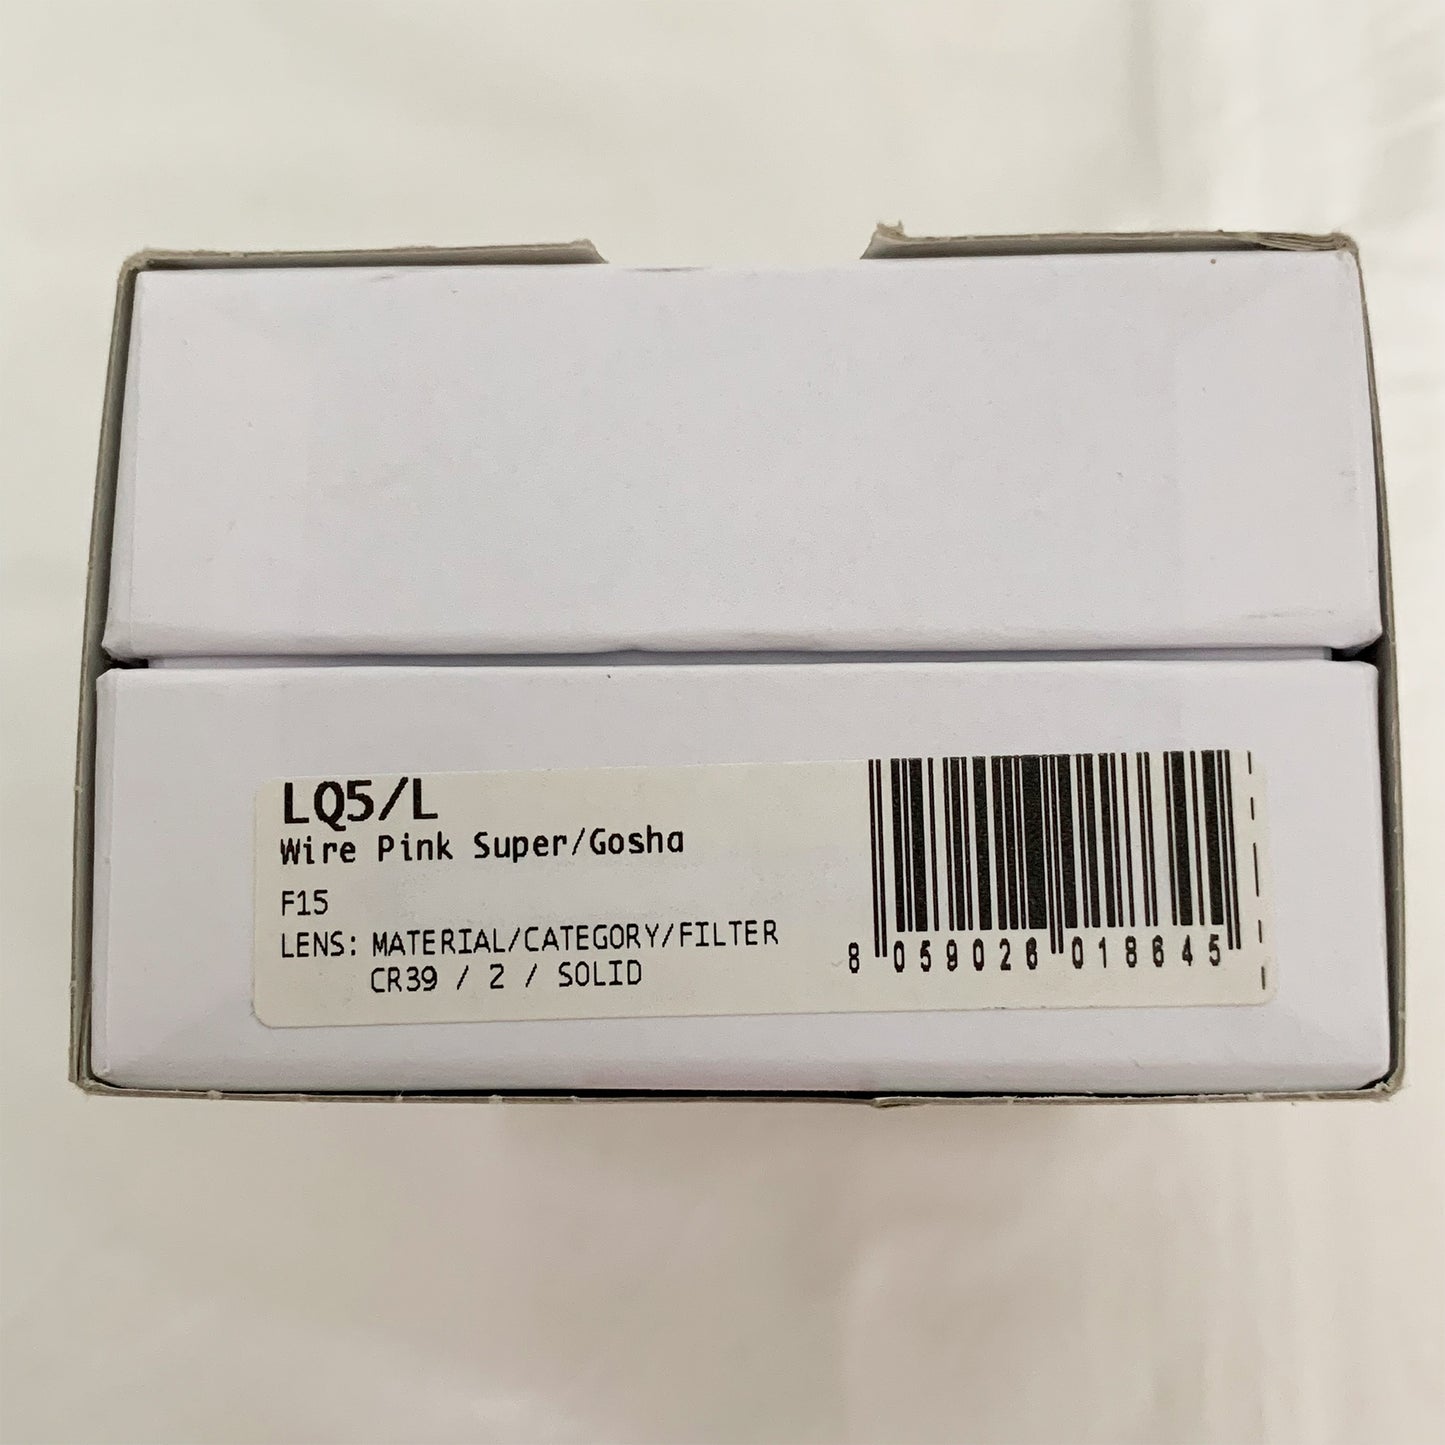 LQ5/L
Wire Pink Super/Gosha
F15
LENS: MATERIAL/CATEGORY/FILTER
CR39 / 2 / SOLID
8 059026 018645